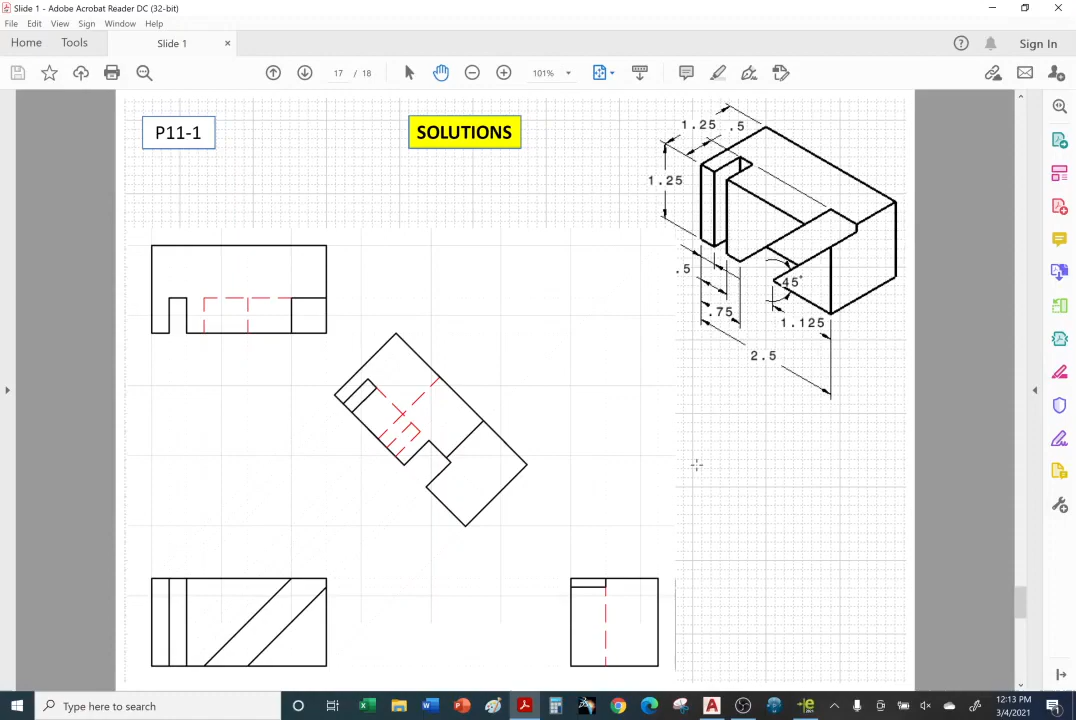 Slide 1 - Adobe Acrobat Reader DC (32-bit)
File Edit View Sign Window Help
Home Tools Slide 1 × Sign In
17 / 18 101%
P11-1
SOLUTIONS
1.25 .5
1.25
.5
45°
.75
1.125
2.5
Type here to search
12:13 PM
3/4/2021